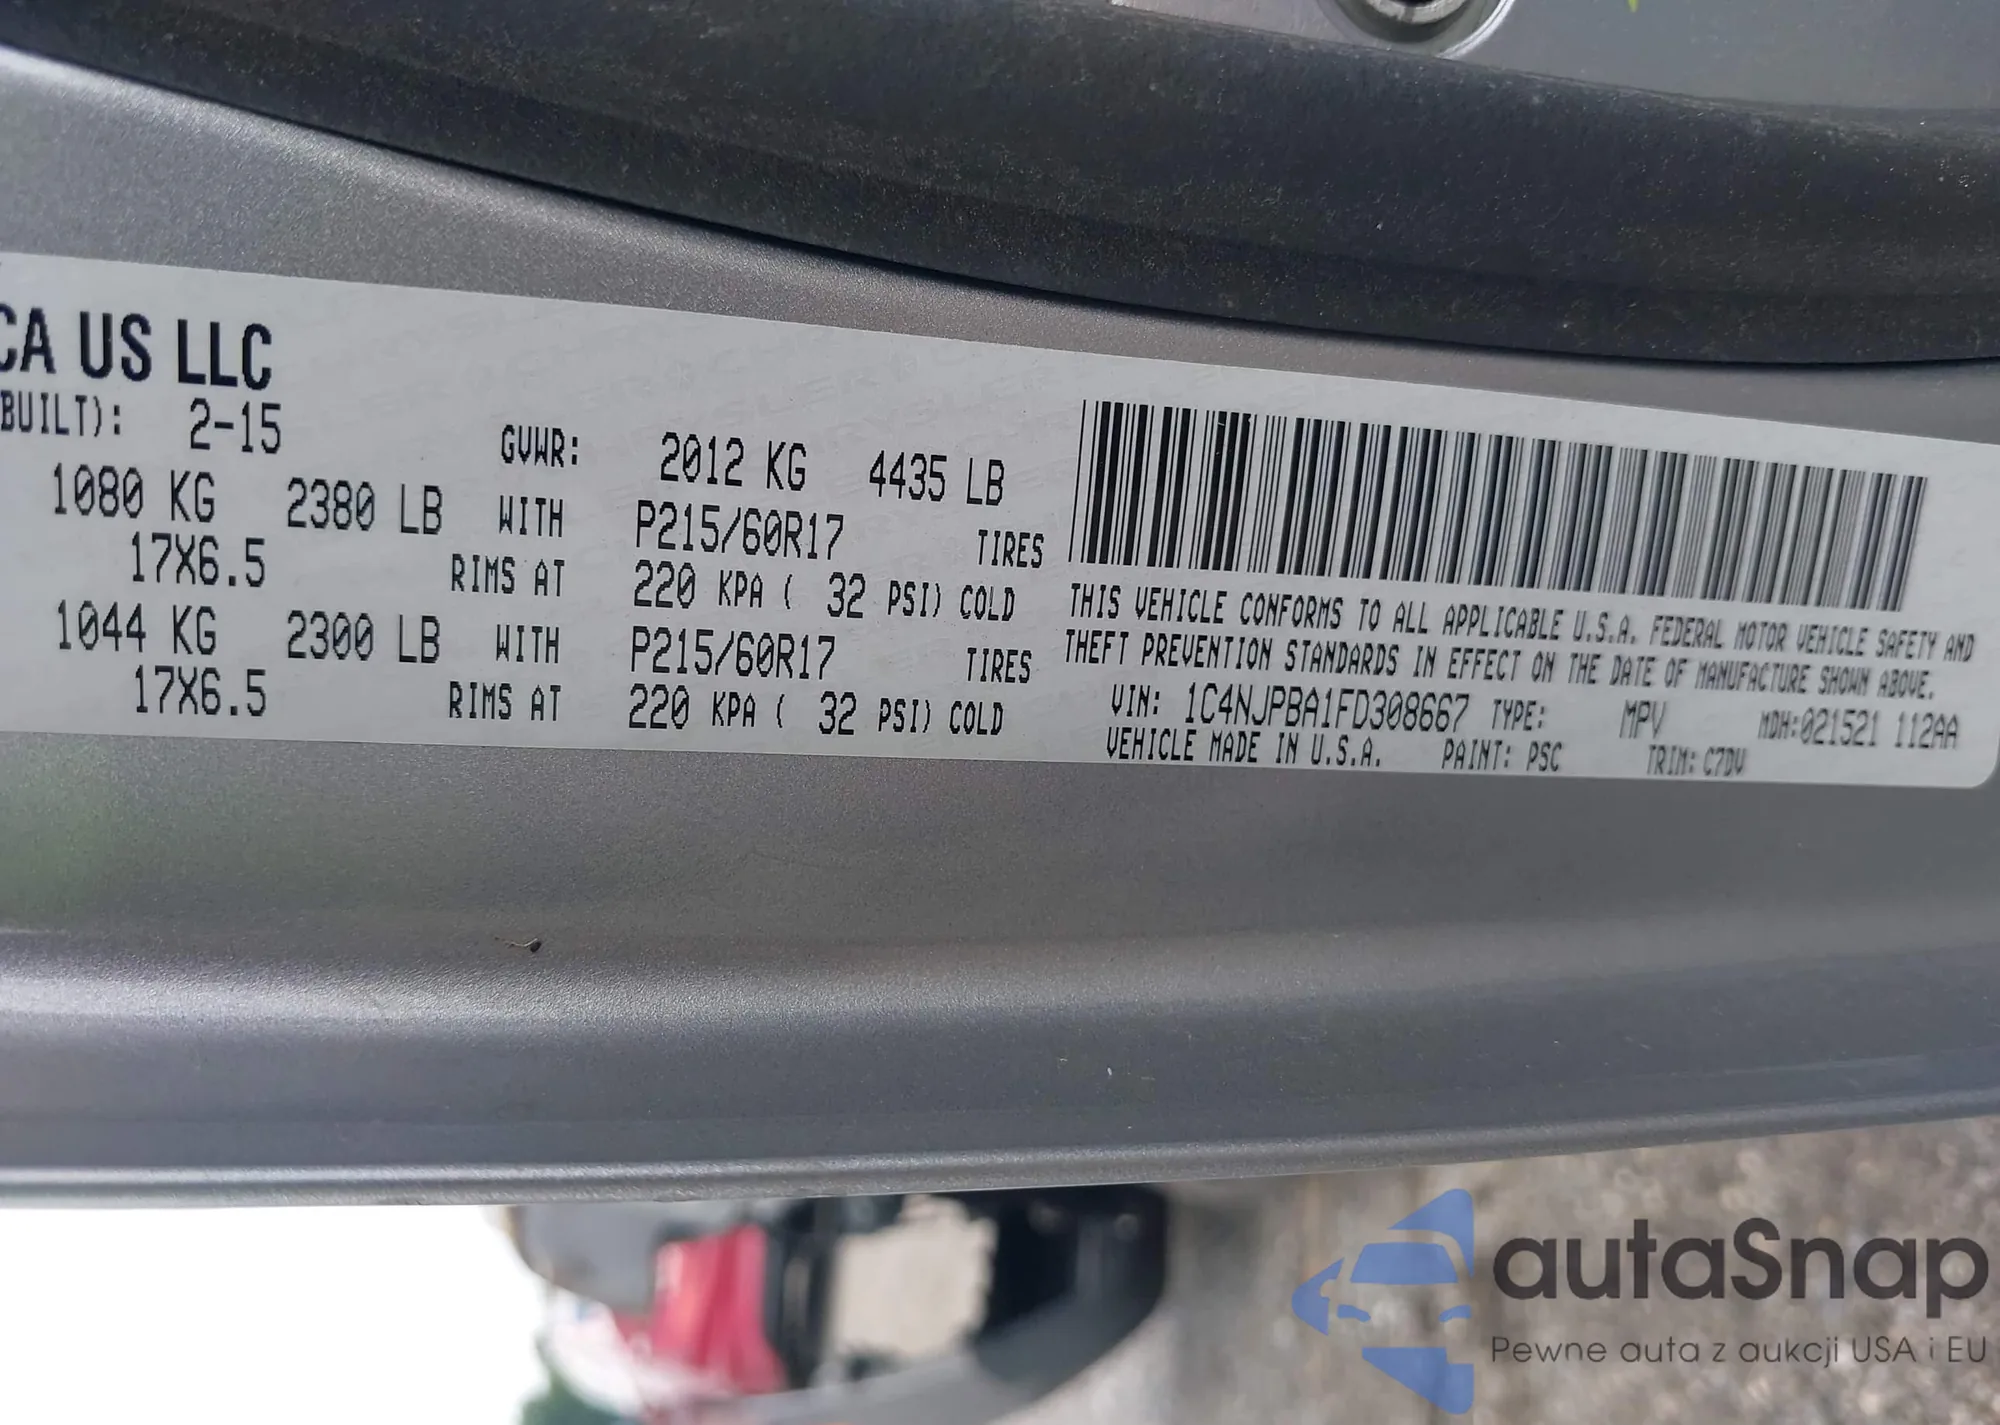 CA US LLC
BUILT): 2-15 GVWR: 2012 KG 4435 LB
1080 KG 2380 LB WITH P215/60R17 TIRES
17X6.5 RIMS AT 220 KPA ( 32 PSI) COLD
1044 KG 2300 LB WITH P215/60R17 TIRES
17X6.5 RIMS AT 220 KPA ( 32 PSI) COLD
THIS VEHICLE CONFORMS TO ALL APPLICABLE U.S.A. FEDERAL MOTOR VEHICLE SAFETY AND
THEFT PREVENTION STANDARDS IN EFFECT ON THE DATE OF MANUFACTURE SHOWN ABOVE.
VIN: 1C4NJPBA1FD308667 TYPE: MPV MDH:021521 112AA
VEHICLE MADE IN U.S.A. PAINT: PSC TRIM: C7DV
autaSnap
Pewne auta z aukcji USA i EU